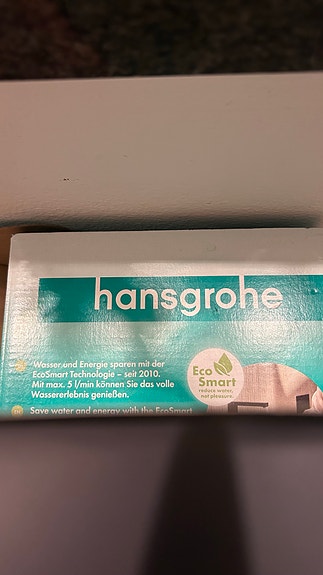 hansgrohe
Wasser und Energie sparen mit der
EcoSmart Technologie – seit 2010.
Mit max. 5 l/min können Sie das volle
Wassererlebnis genießen.
Eco
Smart
reduce water,
not pleasure.
Save water and energy with the EcoSmart